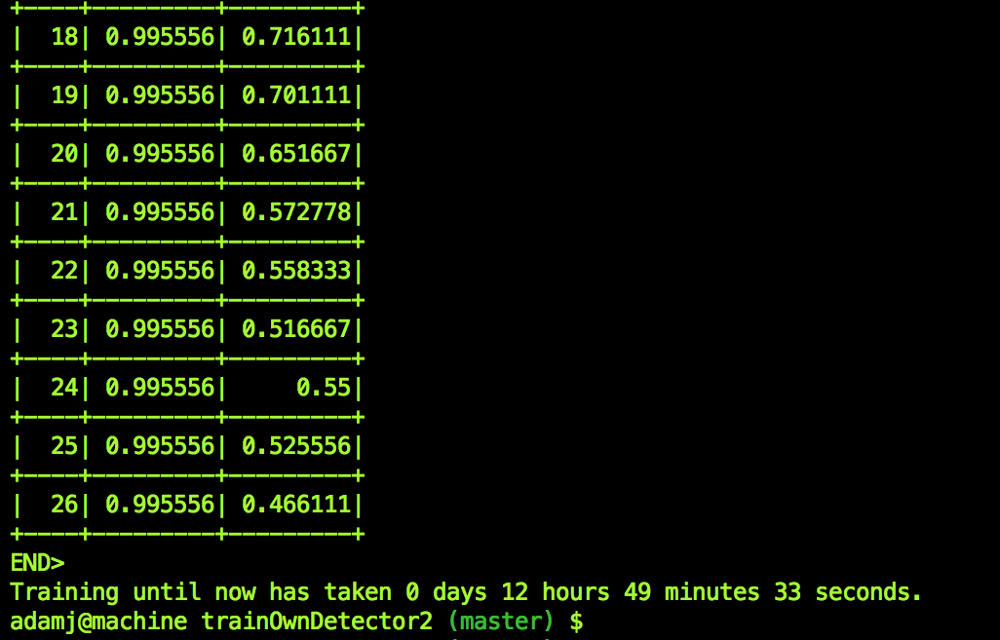 +----+---------+---------+
|  18| 0.995556| 0.716111|
+----+---------+---------+
|  19| 0.995556| 0.701111|
+----+---------+---------+
|  20| 0.995556| 0.651667|
+----+---------+---------+
|  21| 0.995556| 0.572778|
+----+---------+---------+
|  22| 0.995556| 0.558333|
+----+---------+---------+
|  23| 0.995556| 0.516667|
+----+---------+---------+
|  24| 0.995556|     0.55|
+----+---------+---------+
|  25| 0.995556| 0.525556|
+----+---------+---------+
|  26| 0.995556| 0.466111|
+----+---------+---------+
END>
Training until now has taken 0 days 12 hours 49 minutes 33 seconds.
adamj@machine trainOwnDetector2 (master) $